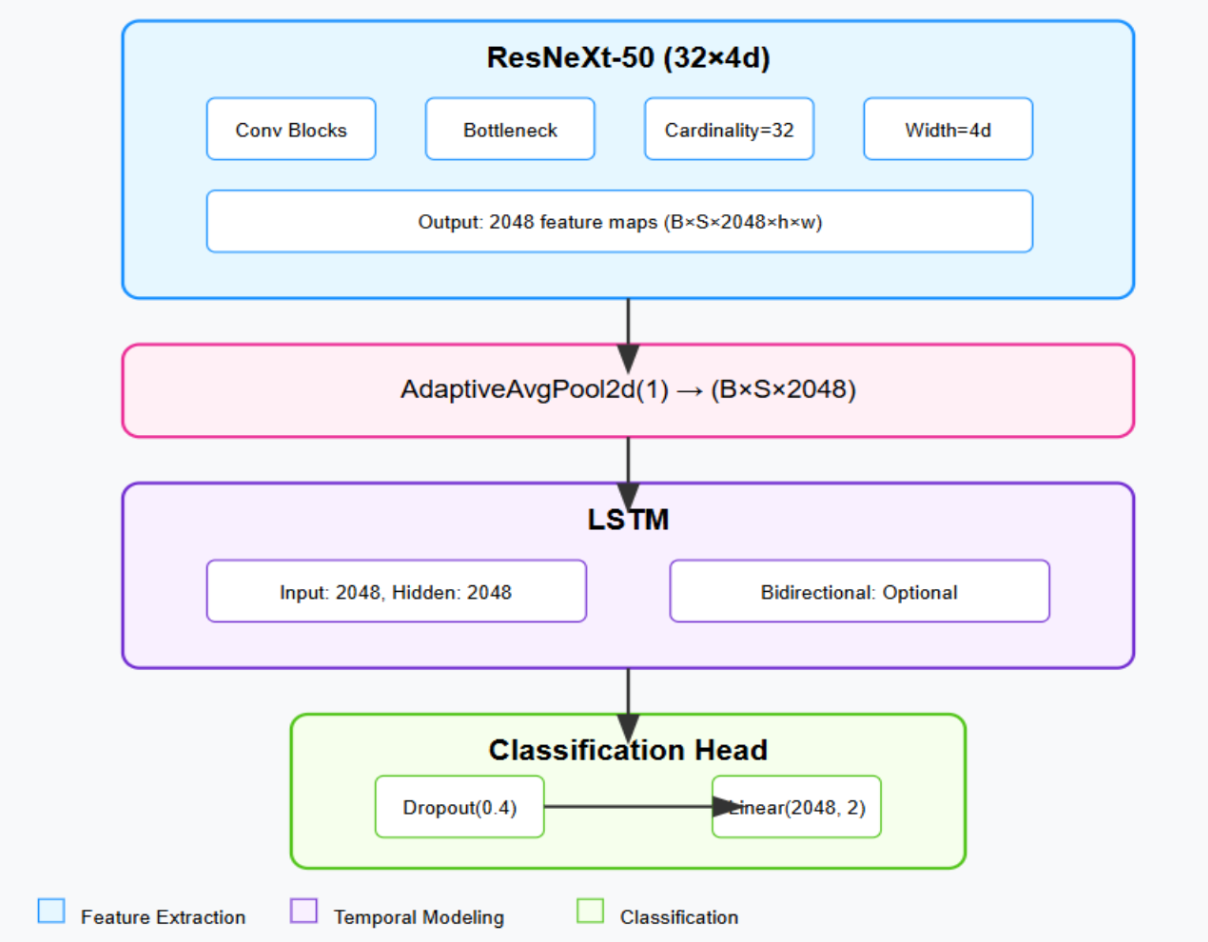 ResNeXt-50 (32×4d)
Conv Blocks
Bottleneck
Cardinality=32
Width=4d
Output: 2048 feature maps (B×S×2048×h×w)
AdaptiveAvgPool2d(1) → (B×S×2048)
LSTM
Input: 2048, Hidden: 2048
Bidirectional: Optional
Classification Head
Dropout(0.4)
Linear(2048, 2)
Feature Extraction
Temporal Modeling
Classification